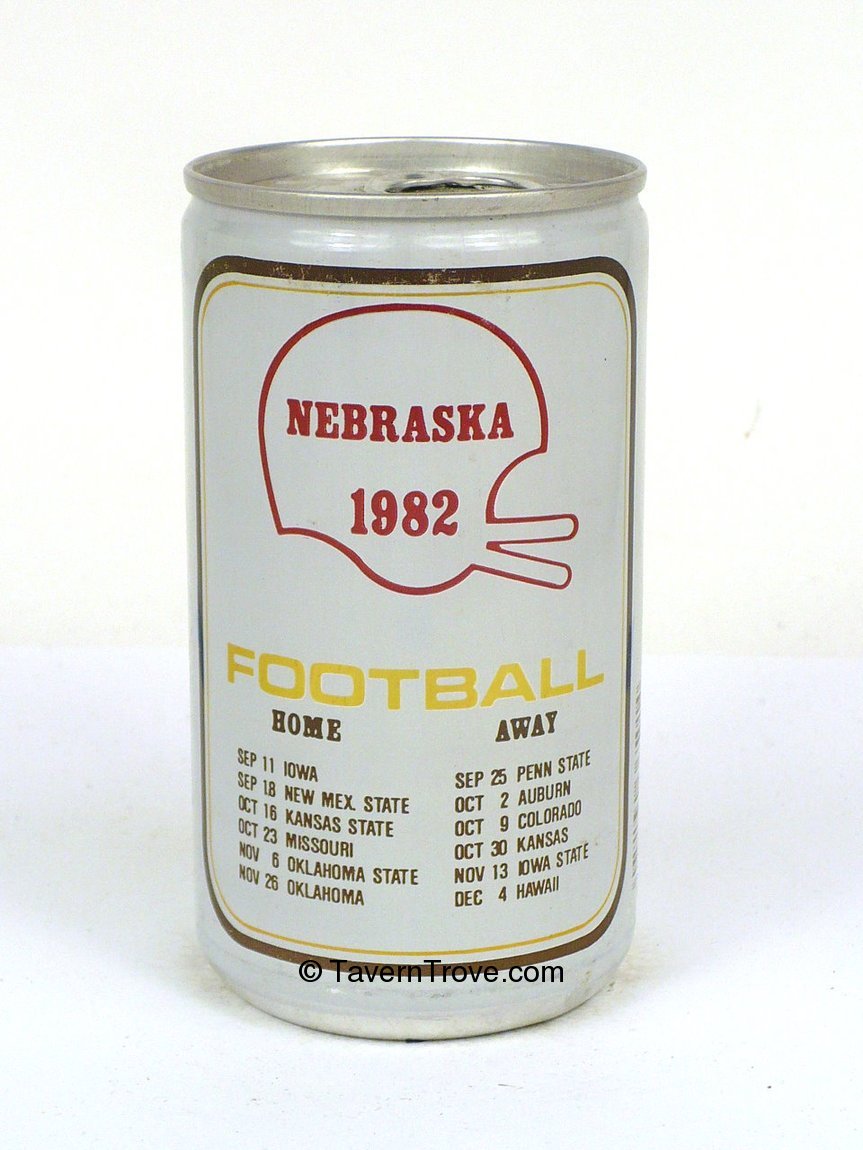 NEBRASKA
1982
FOOTBALL
HOME
SEP 11 IOWA
SEP 18 NEW MEX. STATE
OCT 16 KANSAS STATE
OCT 23 MISSOURI
NOV 6 OKLAHOMA STATE
NOV 26 OKLAHOMA
AWAY
SEP 25 PENN STATE
OCT 2 AUBURN
OCT 9 COLORADO
OCT 30 KANSAS
NOV 13 IOWA STATE
DEC 4 HAWAII
© TavernTrove.com